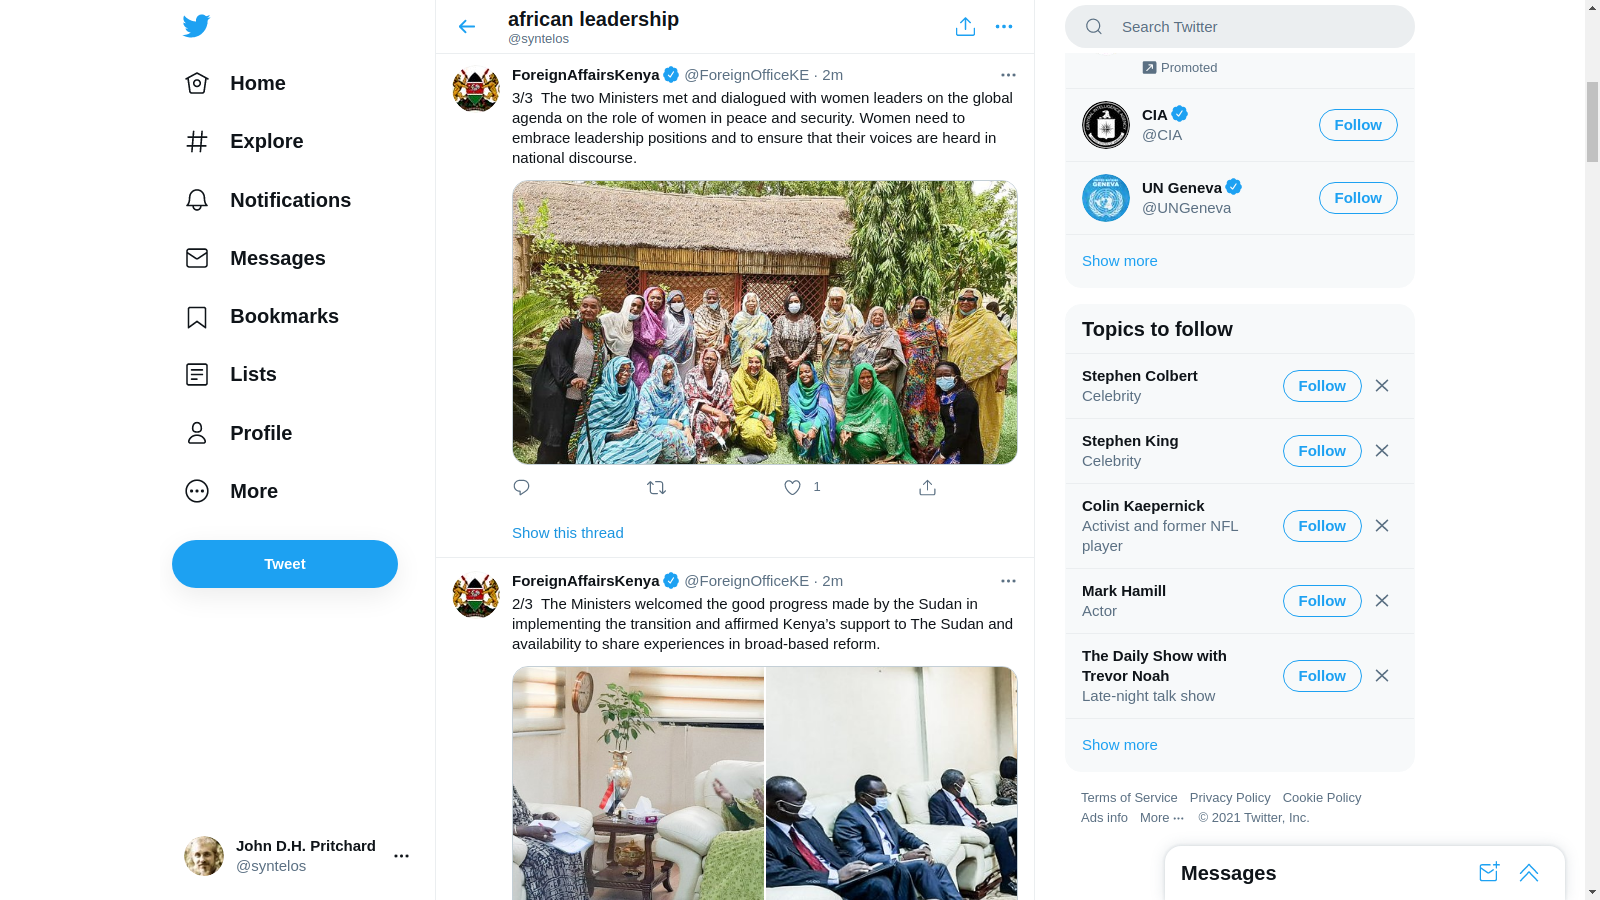 Home
Explore
Notifications
Messages
Bookmarks
Lists
Profile
More
Tweet
John D.H. Pritchard
@syntelos
african leadership
@syntelos
ForeignAffairsKenya @ForeignOfficeKE · 2m
3/3  The two Ministers met and dialogued with women leaders on the global
agenda on the role of women in peace and security. Women need to
embrace leadership positions and to ensure that their voices are heard in
national discourse.
1
Show this thread
ForeignAffairsKenya @ForeignOfficeKE · 2m
2/3  The Ministers welcomed the good progress made by the Sudan in
implementing the transition and affirmed Kenya’s support to The Sudan and
availability to share experiences in broad-based reform.
Search Twitter
Promoted
CIA
@CIA
Follow
GENEVA
UN Geneva
@UNGeneva
Follow
Show more
Topics to follow
Stephen Colbert
Celebrity
Follow
Stephen King
Celebrity
Follow
Colin Kaepernick
Activist and former NFL
player
Follow
Mark Hamill
Actor
Follow
The Daily Show with
Trevor Noah
Late-night talk show
Follow
Show more
Terms of Service Privacy Policy Cookie Policy
Ads info More ··· © 2021 Twitter, Inc.
Messages